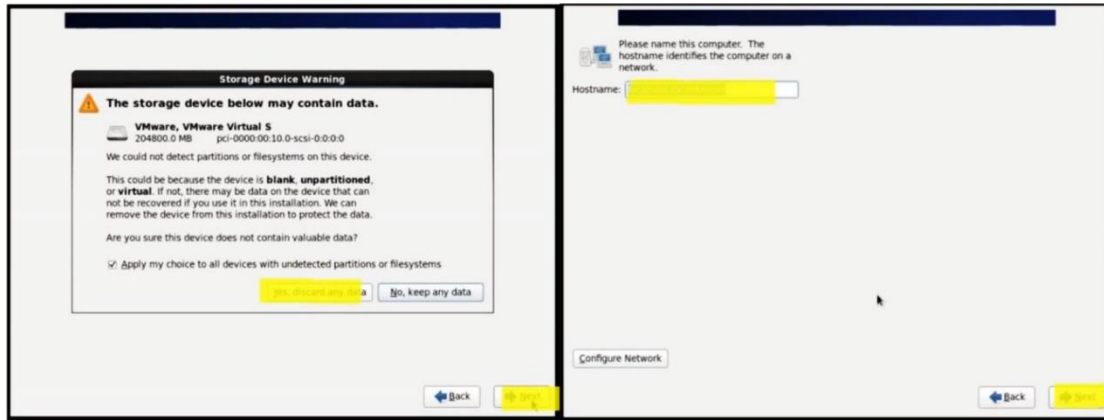 Storage Device Warning
The storage device below may contain data.
VMware, VMware Virtual S
204800.0 MB pci-0000:00:10.0-scsi-0:0:0:0
We could not detect partitions or filesystems on this device.
This could be because the device is blank, unpartitioned,
or virtual. If not, there may be data on the device that can
not be recovered if you use it in this installation. We can
remove the device from this installation to protect the data.
Are you sure this device does not contain valuable data?
Apply my choice to all devices with undetected partitions or filesystems
Yes, discard any data
No, keep any data
Back
Next
Please name this computer. The
hostname identifies the computer on a
network.
Hostname:
Configure Network
Back
Next